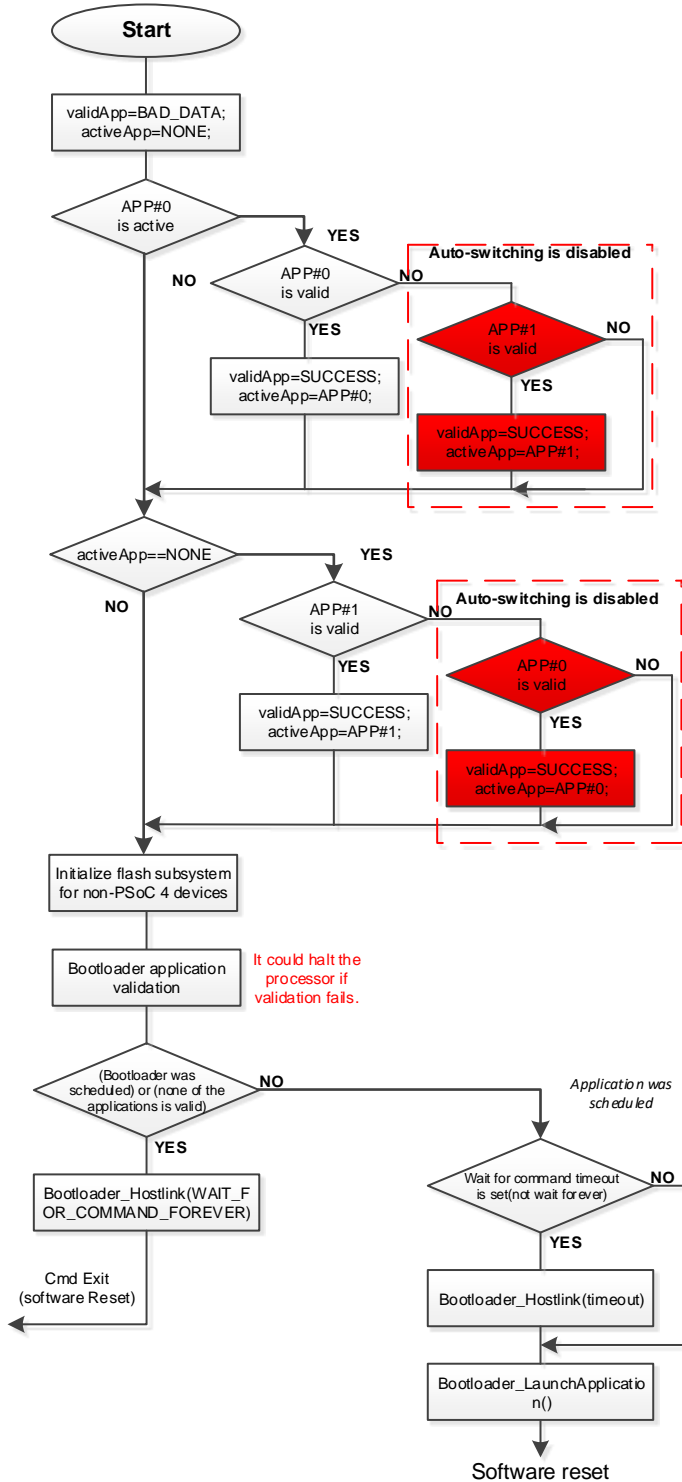 Start
validApp=BAD_DATA;
activeApp=NONE;
APP#0
is active
YES
NO
APP#0
is valid
NO
Auto-switching is disabled
APP#1
is valid
NO
YES
YES
validApp=SUCCESS;
activeApp=APP#0;
validApp=SUCCESS;
activeApp=APP#1;
activeApp==NONE
YES
NO
APP#1
is valid
NO
Auto-switching is disabled
APP#0
is valid
NO
YES
YES
validApp=SUCCESS;
activeApp=APP#1;
validApp=SUCCESS;
activeApp=APP#0;
Initialize flash subsystem
for non-PSoC 4 devices
Bootloader application
validation
It could halt the
processor if
validation fails.
(Bootloader was
scheduled) or (none of the
applications is valid)
NO
YES
Application was
scheduled
Bootloader_Hostlink(WAIT_F
OR_COMMAND_FOREVER)
Wait for command timeout
is set(not wait forever)
NO
YES
Cmd Exit
(software Reset)
Bootloader_Hostlink(timeout)
Bootloader_LaunchApplicatio
n()
Software reset